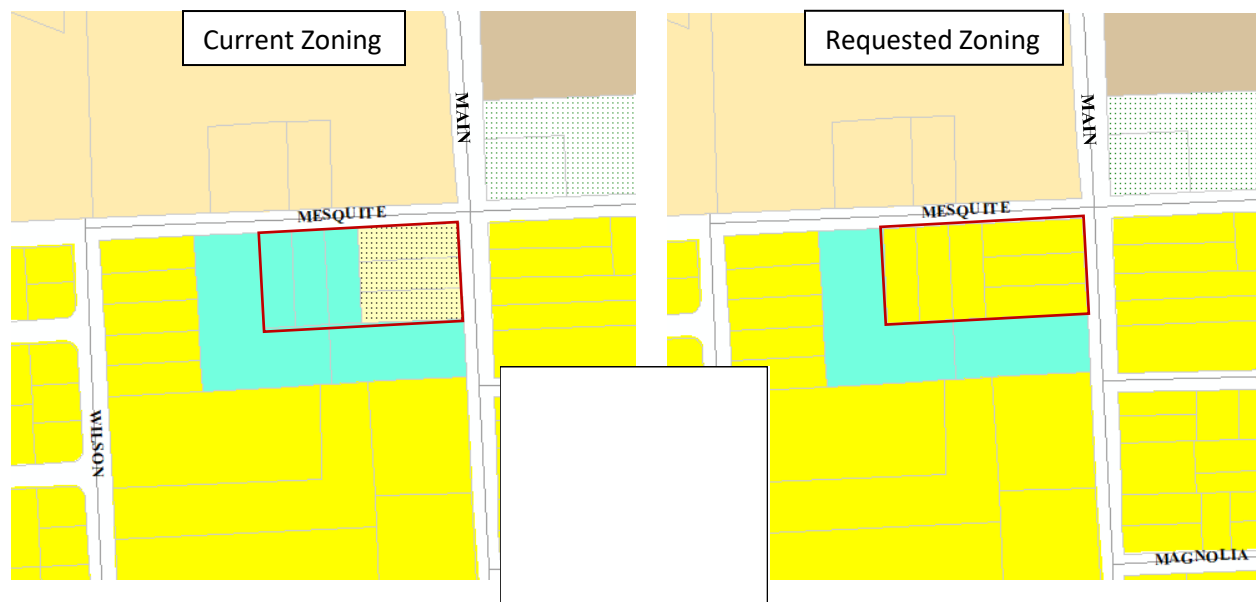 Current Zoning
Requested Zoning
MAIN
MAIN
MESQUITE
MESQUITE
WILSON
MAGNOLIA